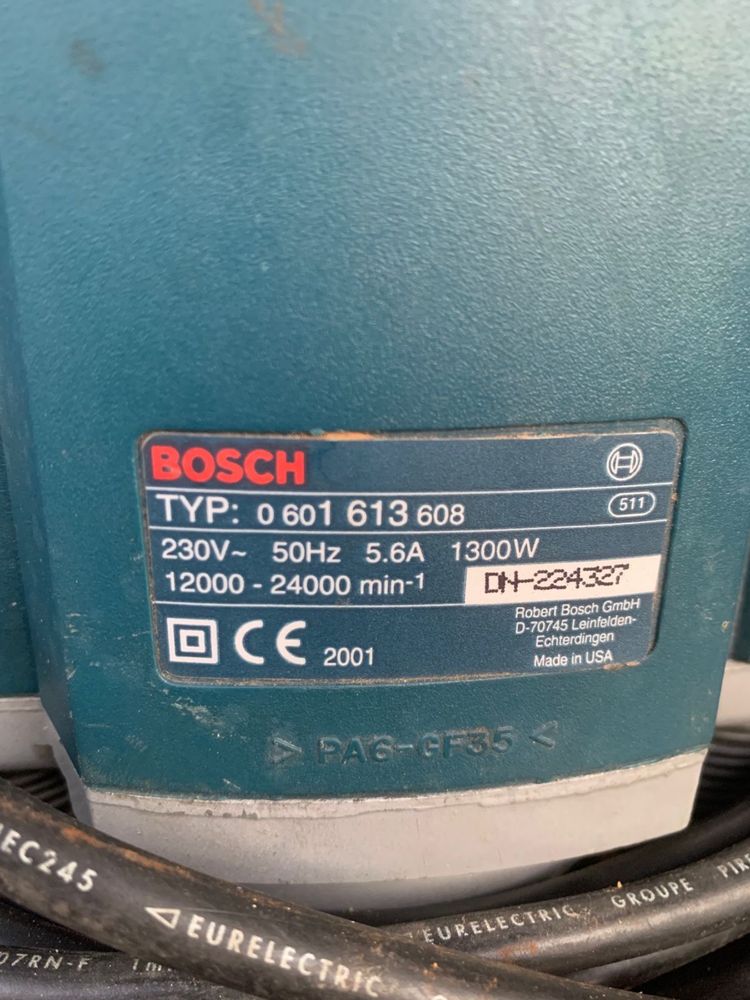 BOSCH
TYP: 0 601 613 608
511
230V~ 50Hz 5.6A 1300W
12000 - 24000 min-1
DN-224327
Robert Bosch GmbH
D-70745 Leinfelden-
Echterdingen
CE 2001
Made in USA
> PA6-GF35 <
EC245
EURELECTRIC
EURELECTRIC GROUPE
07RN-F